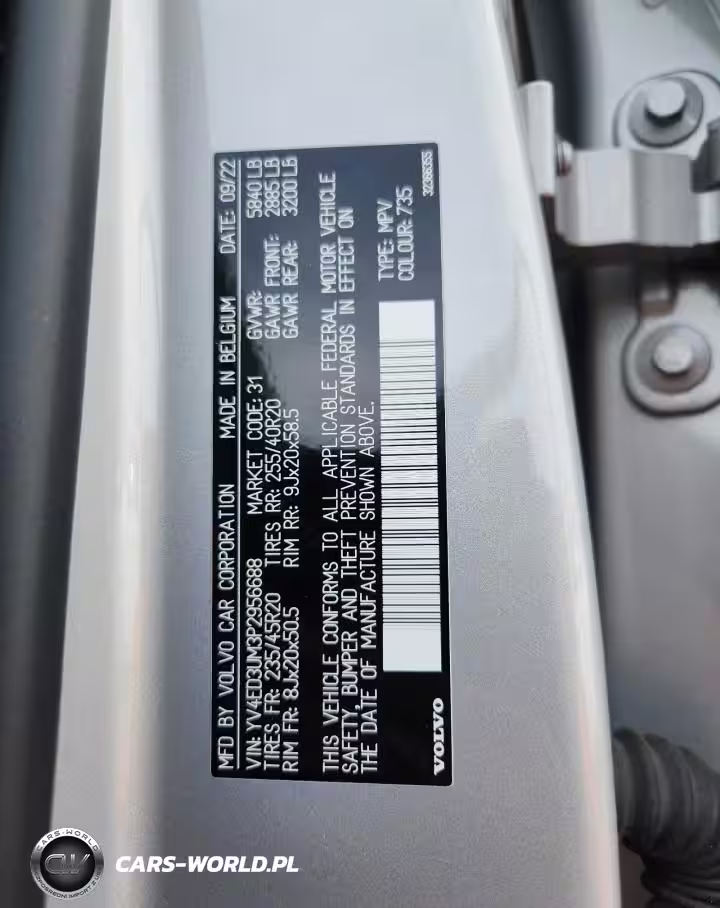 MFD BY VOLVO CAR CORPORATION MADE IN BELGIUM DATE: 09/22
VIN: YV4ED3UM3P2956688 MARKET CODE: 31 GVWR: 5840 LB
TIRES FR: 235/45R20 TIRES RR: 255/40R20 GAWR FRONT: 2885 LB
RIM FR: 8Jx20x50.5 RIM RR: 9Jx20x58.5 GAWR REAR: 3200 LB
THIS VEHICLE CONFORMS TO ALL APPLICABLE FEDERAL MOTOR VEHICLE
SAFETY, BUMPER AND THEFT PREVENTION STANDARDS IN EFFECT ON
THE DATE OF MANUFACTURE SHOWN ABOVE.
TYPE: MPV
COLOUR: 735
VOLVO
CARS-WORLD
CW
CARS-WORLD.PL